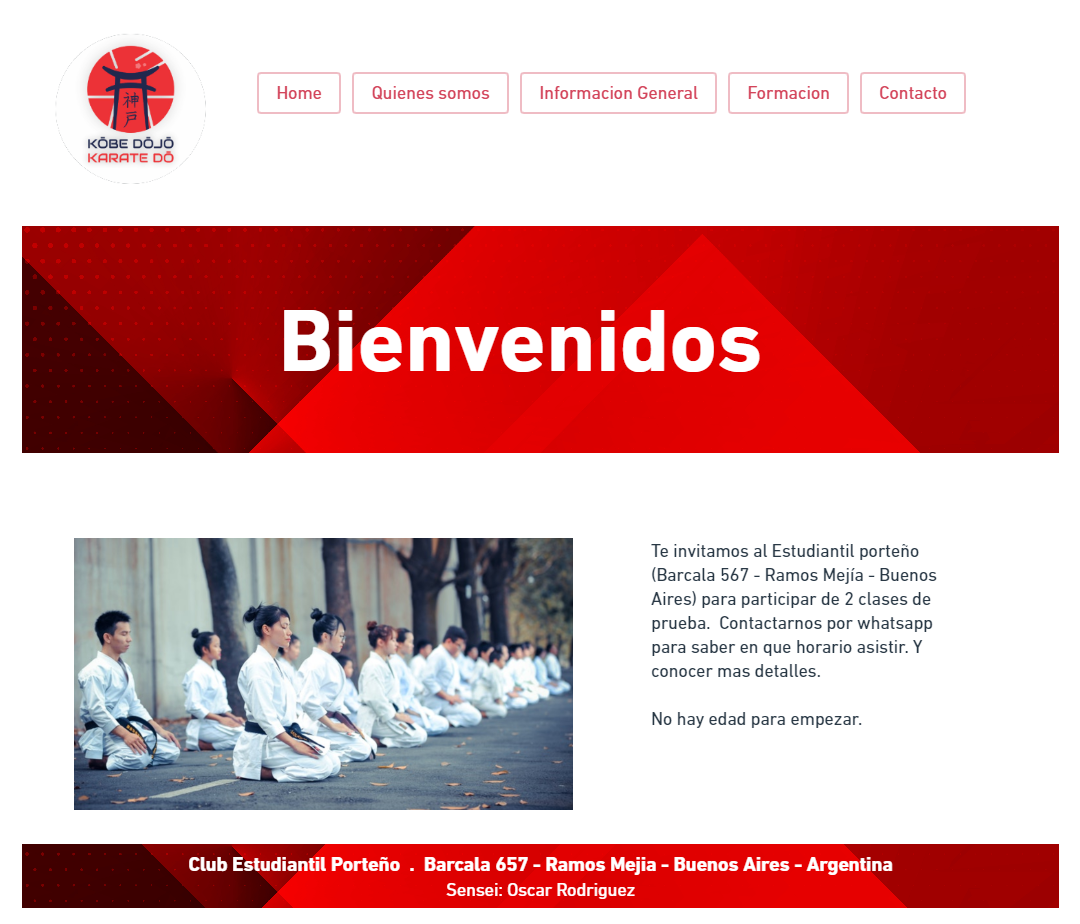 神
戸
KŌBE DŌJŌ
KARATE DŌ
Home
Quienes somos
Informacion General
Formacion
Contacto
Bienvenidos
Te invitamos al Estudiantil porteño
(Barcala 567 - Ramos Mejía - Buenos
Aires) para participar de 2 clases de
prueba.  Contactarnos por whatsapp
para saber en que horario asistir. Y
conocer mas detalles.
No hay edad para empezar.
Club Estudiantil Porteño  .  Barcala 657 - Ramos Mejia - Buenos Aires - Argentina
Sensei: Oscar Rodriguez